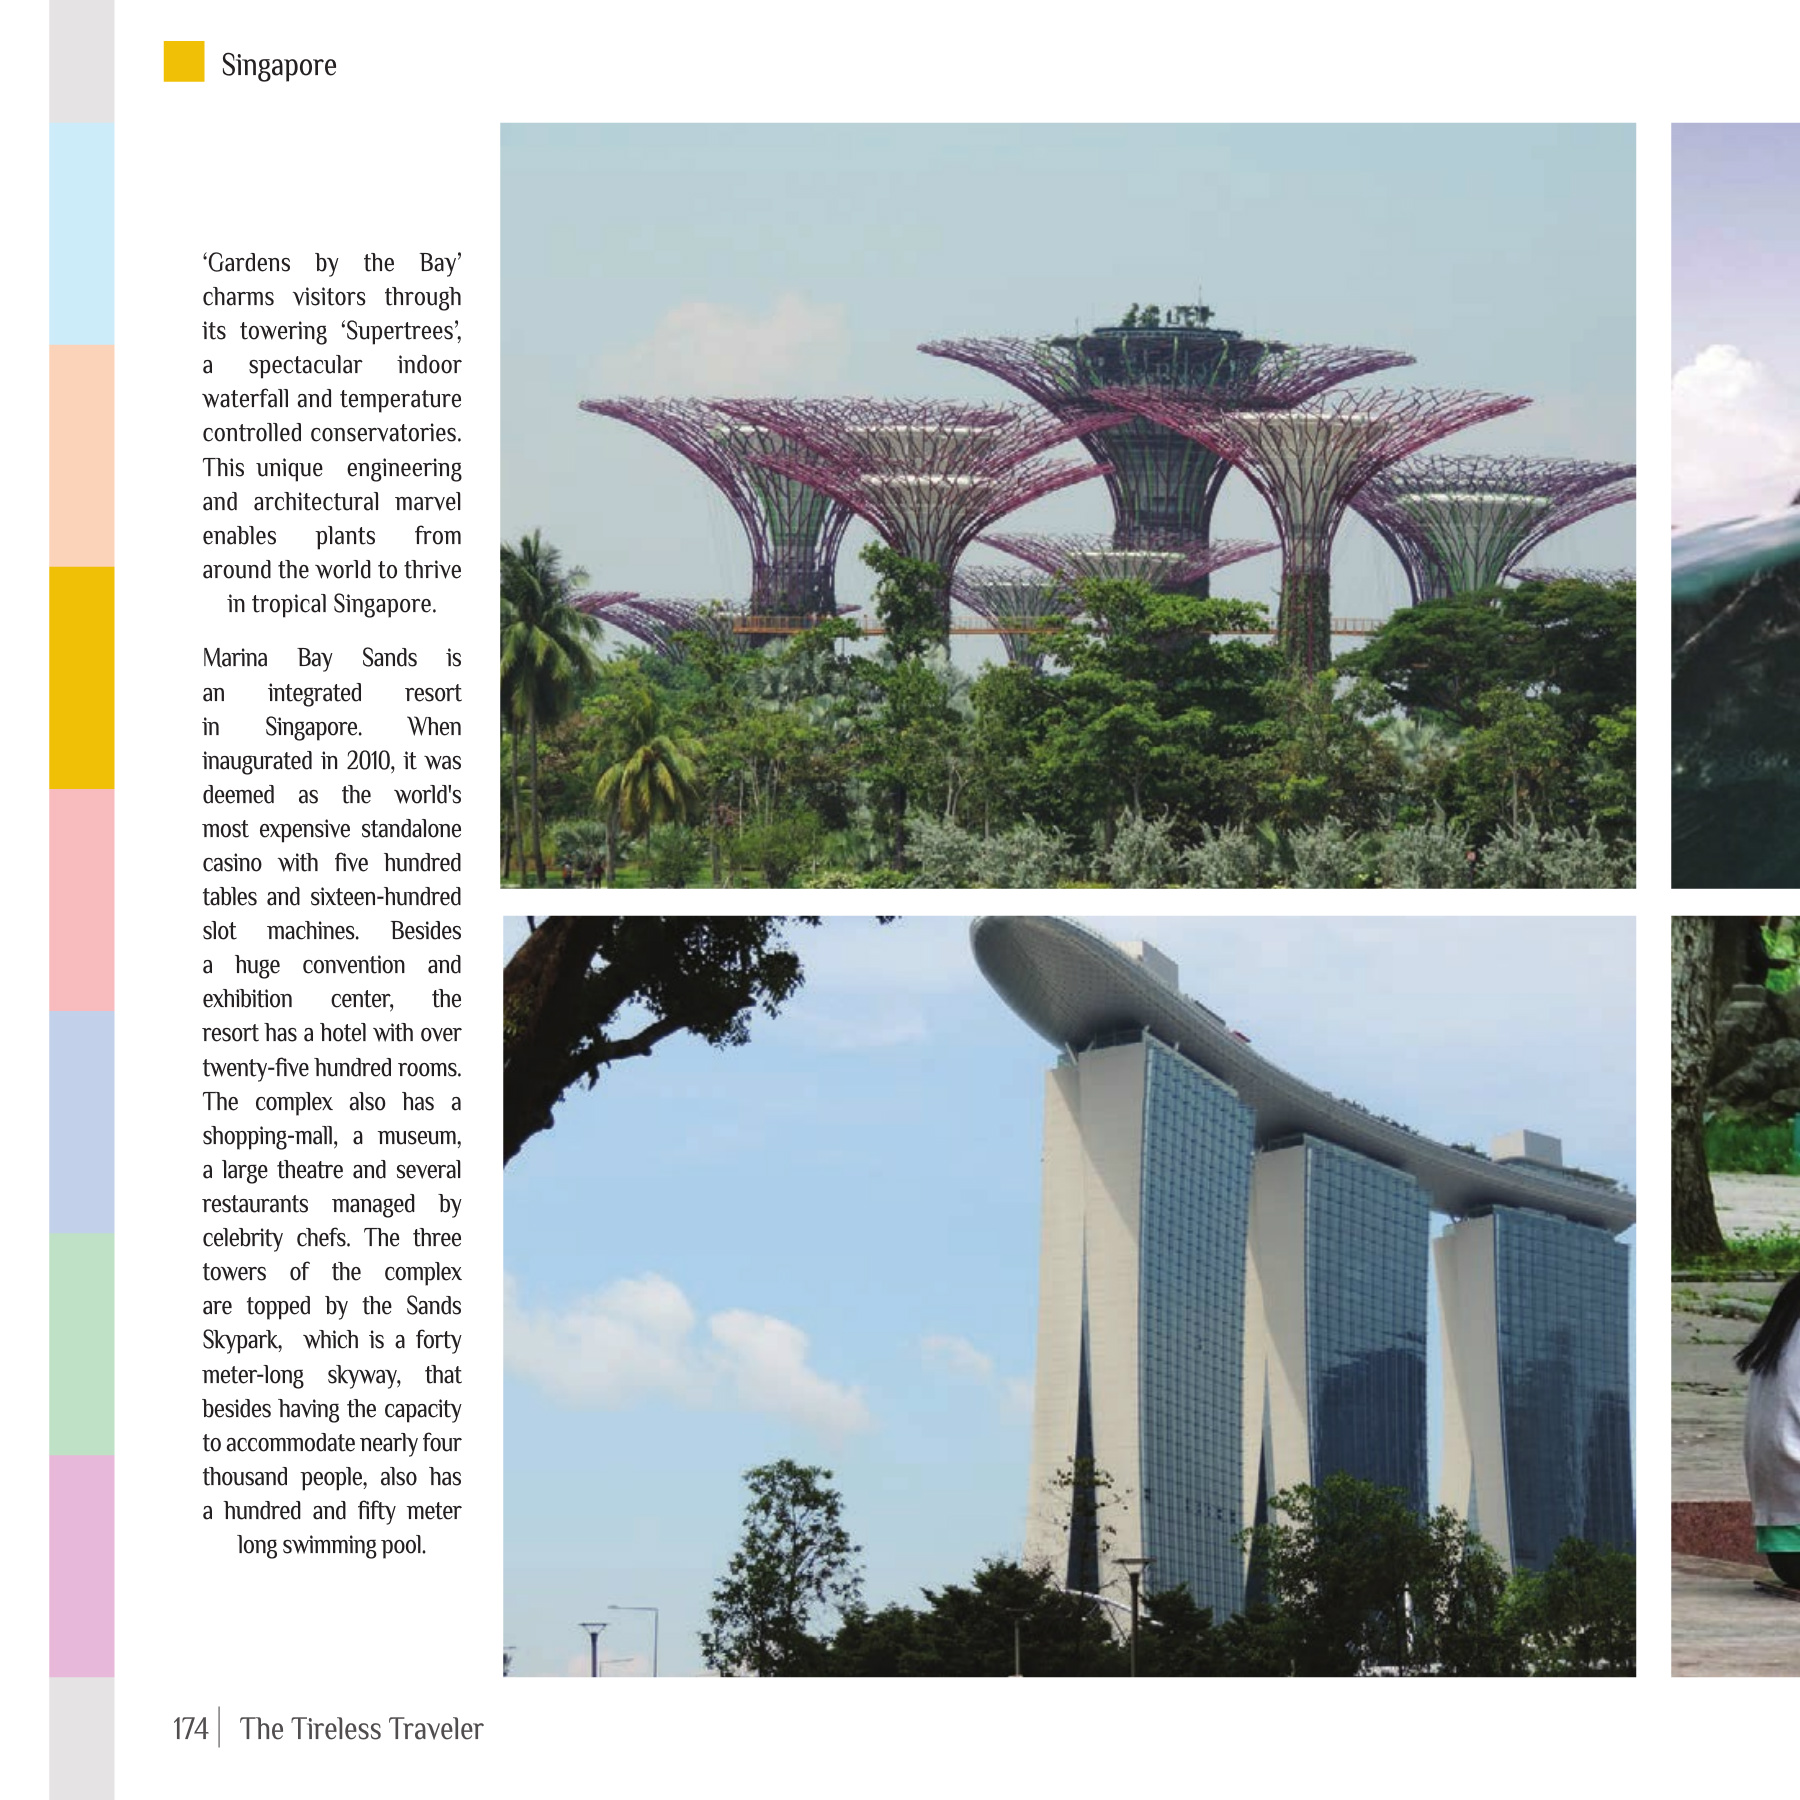 Singapore
‘Gardens by the Bay’
charms visitors through
its towering ‘Supertrees’,
a spectacular indoor
waterfall and temperature
controlled conservatories.
This unique engineering
and architectural marvel
enables plants from
around the world to thrive
in tropical Singapore.
Marina Bay Sands is
an integrated resort
in Singapore. When
inaugurated in 2010, it was
deemed as the world's
most expensive standalone
casino with five hundred
tables and sixteen-hundred
slot machines. Besides
a huge convention and
exhibition center, the
resort has a hotel with over
twenty-five hundred rooms.
The complex also has a
shopping-mall, a museum,
a large theatre and several
restaurants managed by
celebrity chefs. The three
towers of the complex
are topped by the Sands
Skypark, which is a forty
meter-long skyway, that
besides having the capacity
to accommodate nearly four
thousand people, also has
a hundred and fifty meter
long swimming pool.
174 | The Tireless Traveler